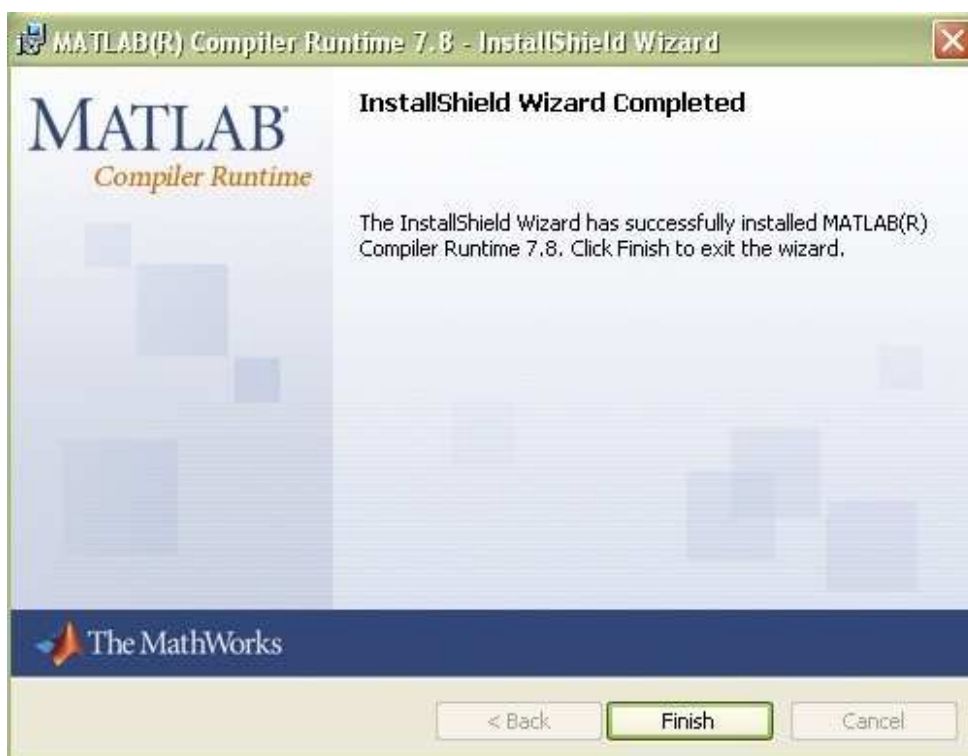 MATLAB(R) Compiler Runtime 7.8 - InstallShield Wizard
MATLAB®
Compiler Runtime
InstallShield Wizard Completed
The InstallShield Wizard has successfully installed MATLAB(R)
Compiler Runtime 7.8. Click Finish to exit the wizard.
The MathWorks
< Back
Finish
Cancel